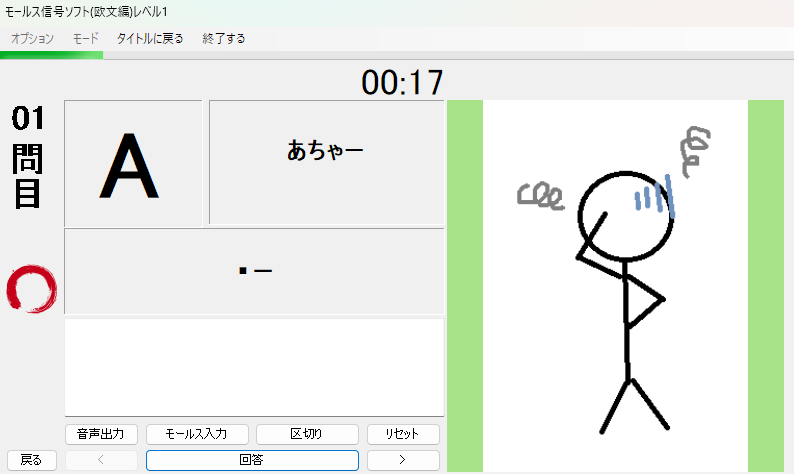 モールス信号ソフト(欧文編)レベル1
オプション モード タイトルに戻る 終了する
00:17
01
問
目
A
あちゃー
・－
音声出力 モールス入力 区切り リセット
戻る < 回答 >